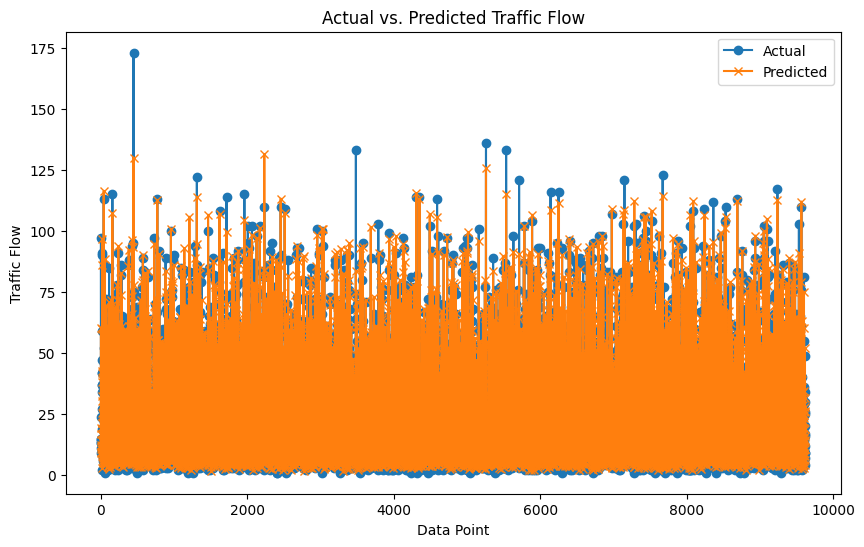 Actual vs. Predicted Traffic Flow
Actual
Predicted
Traffic Flow
175
150
125
100
75
50
25
0
0
2000
4000
6000
8000
10000
Data Point